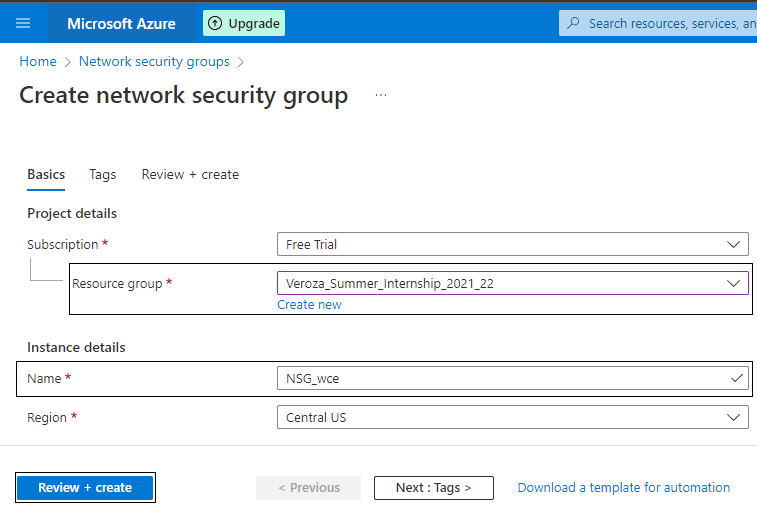 Microsoft Azure Upgrade Search resources, services, an
Home > Network security groups >
Create network security group ...
Basics Tags Review + create
Project details
Subscription * Free Trial
Resource group * Veroza_Summer_Internship_2021_22
Create new
Instance details
Name * NSG_wce
Region * Central US
Review + create < Previous Next : Tags > Download a template for automation